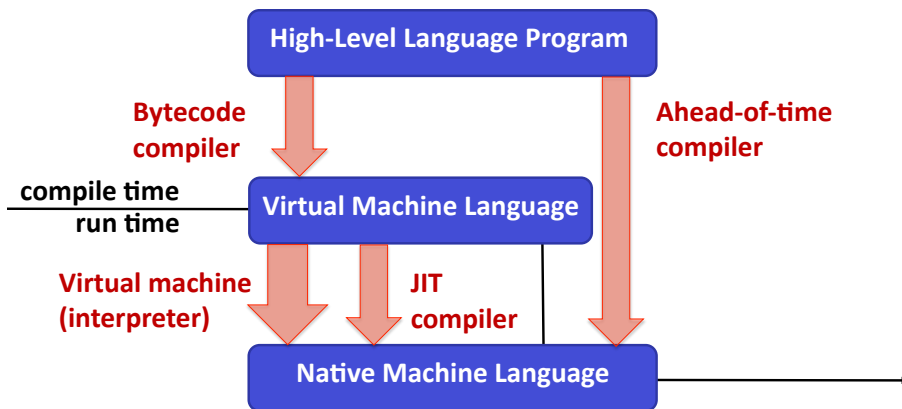 High-Level Language Program
Bytecode
compiler
Ahead-of-time
compiler
compile time
run time
Virtual Machine Language
Virtual machine
(interpreter)
JIT
compiler
Native Machine Language